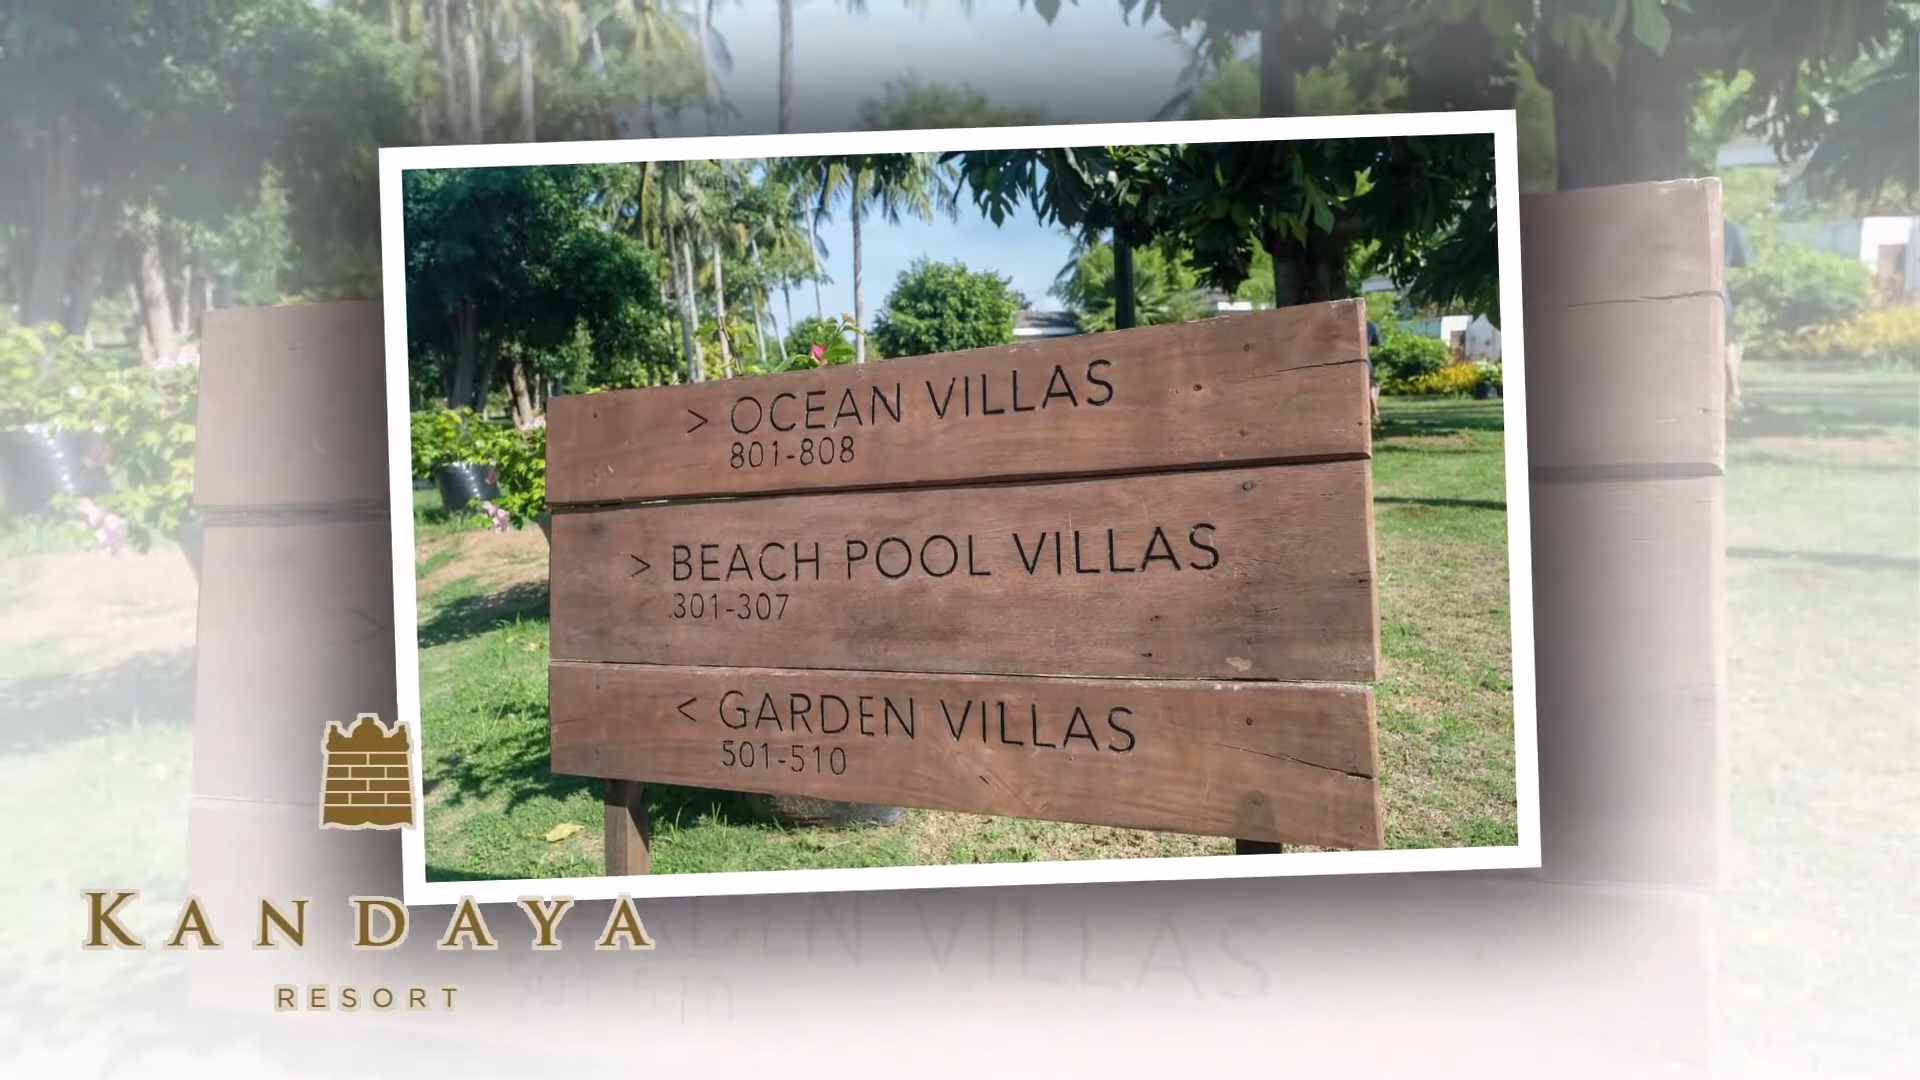 > OCEAN VILLAS
801-808
> BEACH POOL VILLAS
301-307
< GARDEN VILLAS
501-510
KANDAYA
RESORT